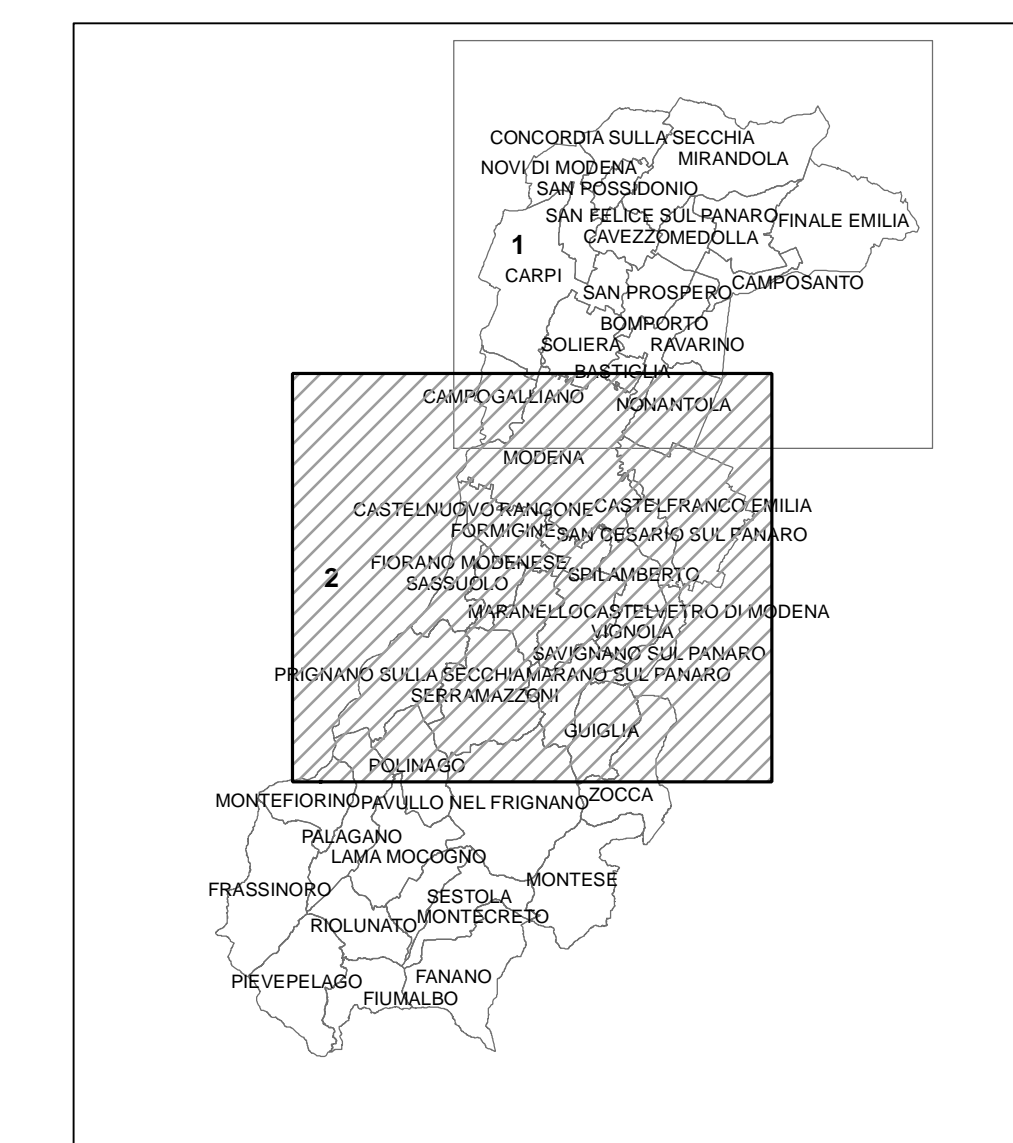 CONCORDIA SULLA SECCHIA
MIRANDOLA
NOVI DI MODENA
SAN POSSIDONIO
SAN FELICE SUL PANARO
FINALE EMILIA
1
CAVEZZO
MEDOLLA
CARPI
CAMPOSANTO
SAN PROSPERO
BOMPORTO
SOLIERA
RAVARINO
BASTIGLIA
CAMPOGALLIANO
NONANTOLA
MODENA
CASTELNUOVO RANGONE
CASTELFRANCO EMILIA
FORMIGINE
SAN CESARIO SUL PANARO
FIORANO MODENESE
2
SASSUOLO
SPILAMBERTO
MARANELLO
CASTELVETRO DI MODENA
VIGNOLA
SAVIGNANO SUL PANARO
PRIGNANO SULLA SECCHIA
MARANO SUL PANARO
SERRAMAZZONI
GUIGLIA
POLINAGO
MONTEFIORINO
PAVULLO NEL FRIGNANO
ZOCCA
PALAGANO
LAMA MOCOGNO
MONTESE
FRASSINORO
SESTOLA
RIOLUNATO
MONTECRETO
PIEVEPELAGO
FANANO
FIUMALBO